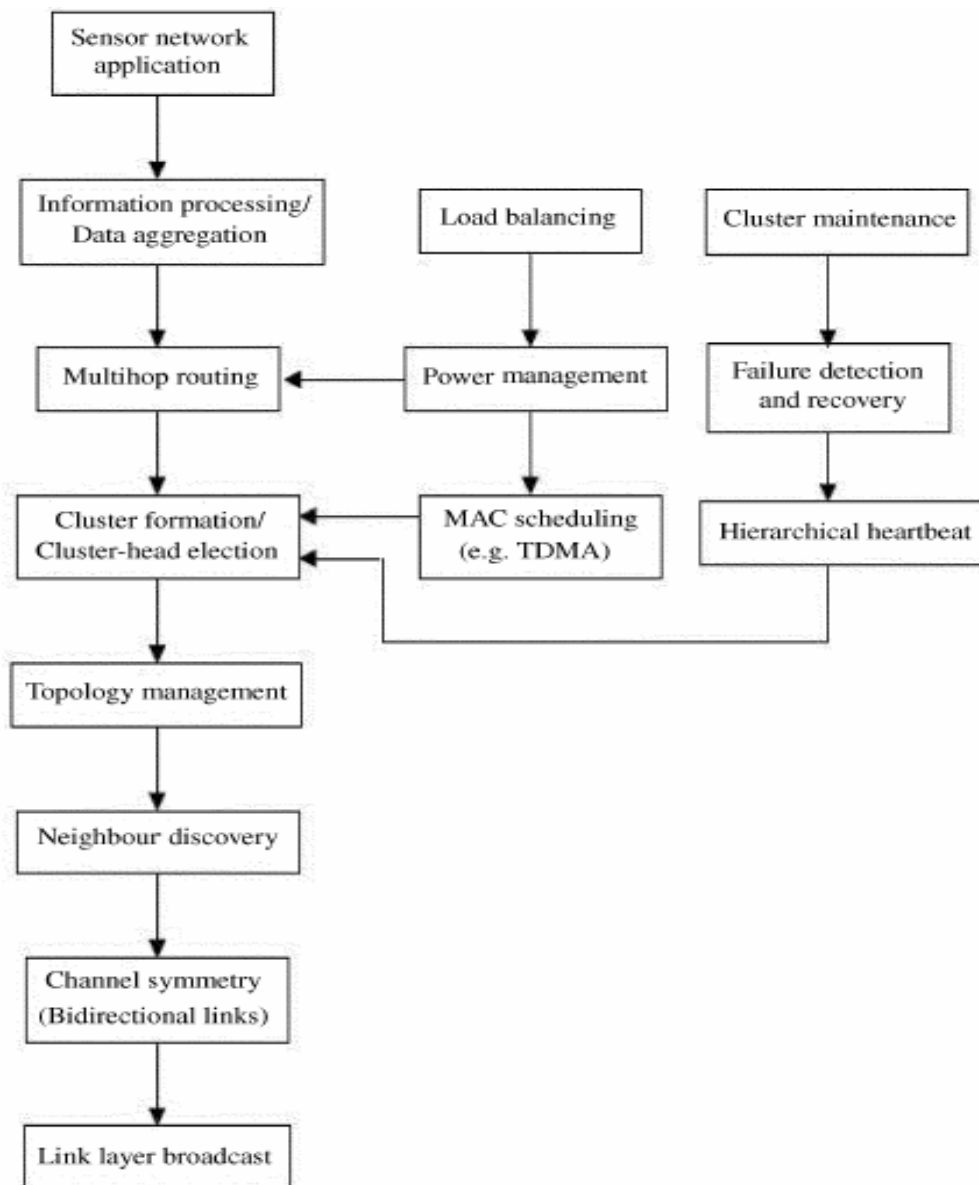 Sensor network
application
Information processing/
Data aggregation
Load balancing
Cluster maintenance
Multihop routing
Power management
Failure detection
and recovery
Cluster formation/
Cluster-head election
MAC scheduling
(e.g. TDMA)
Hierarchical heartbeat
Topology management
Neighbour discovery
Channel symmetry
(Bidirectional links)
Link layer broadcast